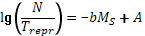 lg(N/T_repr) = −bM_S + A